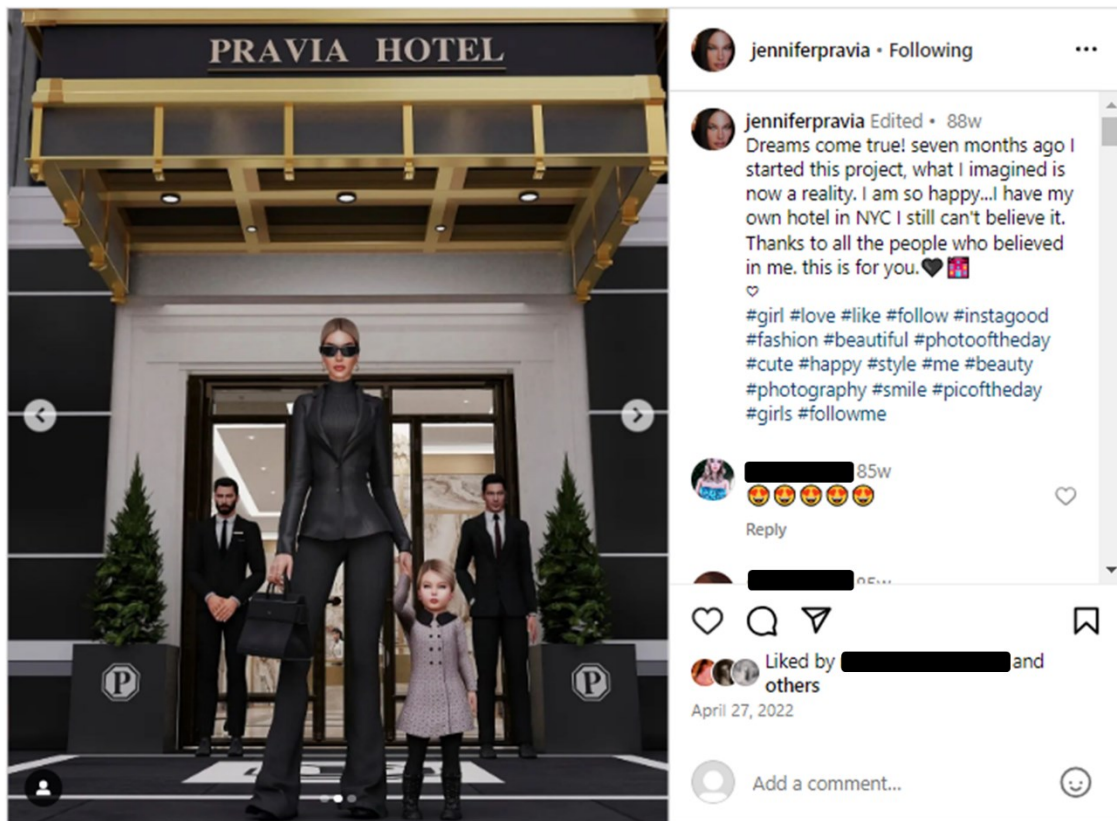 PRAVIA HOTEL
P
P
jenniferpravia • Following
jenniferpravia Edited • 88w
Dreams come true! seven months ago I
started this project, what I imagined is
now a reality. I am so happy...I have my
own hotel in NYC I still can't believe it.
Thanks to all the people who believed
in me. this is for you.🖤🏩
♡
#girl #love #like #follow #instagood
#fashion #beautiful #photooftheday
#cute #happy #style #me #beauty
#photography #smile #picoftheday
#girls #followme
85w
😍😍😍😍😍
Reply
85w
Liked by
and
others
April 27, 2022
Add a comment...